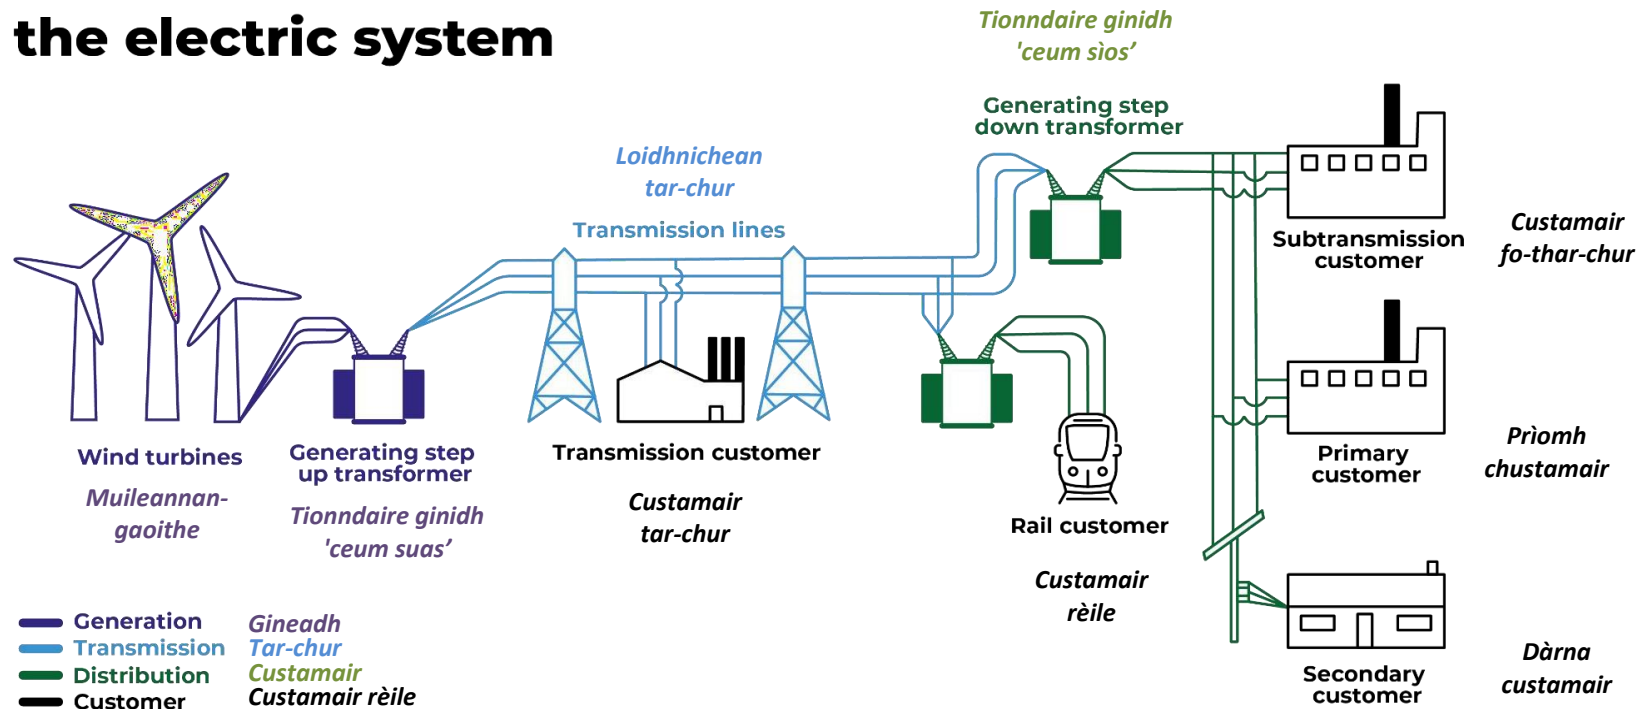 the electric system
Tionndaire ginidh
'ceum sìos’
Generating step
down transformer
Loidhnichean
tar-chur
Transmission lines
Subtransmission
customer
Custamair
fo-thar-chur
Wind turbines
Muileannan-
gaoithe
Generating step
up transformer
Tionndaire ginidh
'ceum suas’
Transmission customer
Custamair
tar-chur
Rail customer
Custamair
rèile
Primary
customer
Prìomh
chustamair
Secondary
customer
Dàrna
custamair
Generation Gineadh
Transmission Tar-chur
Distribution Custamair
Customer Custamair rèile